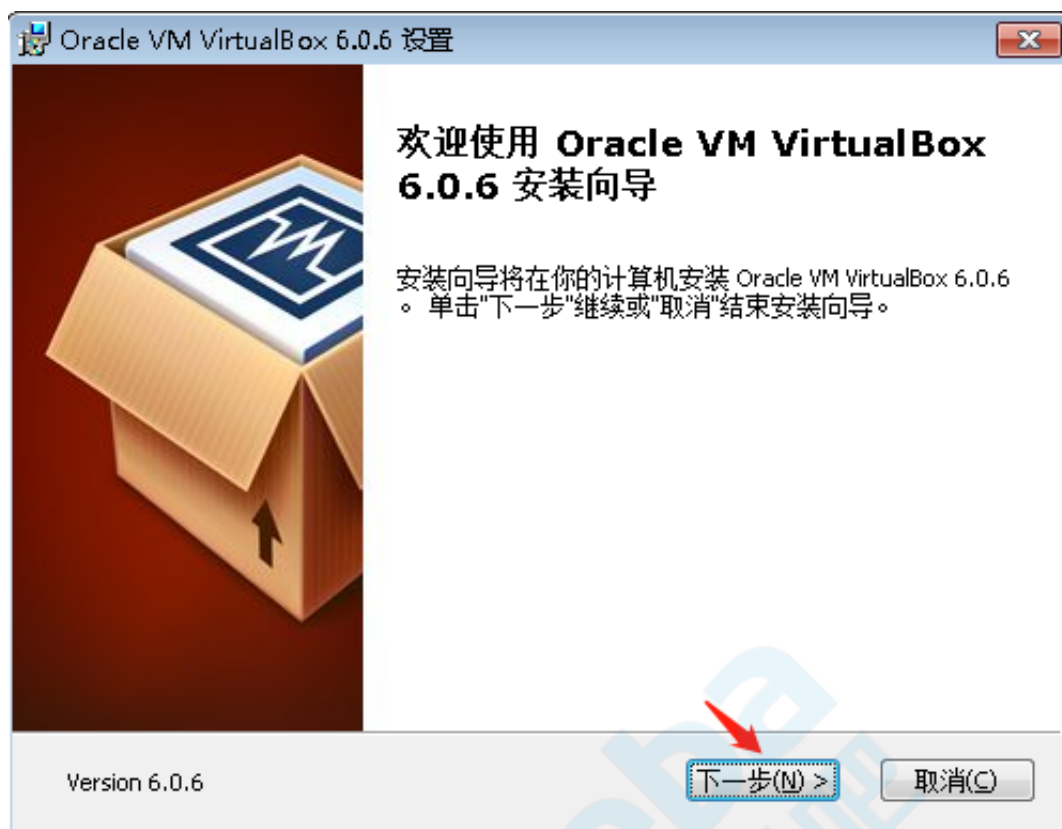 Oracle VM VirtualBox 6.0.6 设置
欢迎使用 Oracle VM VirtualBox
6.0.6 安装向导
安装向导将在你的计算机安装 Oracle VM VirtualBox 6.0.6
。 单击"下一步"继续或"取消"结束安装向导。
Version 6.0.6
下一步(N) >
取消(C)